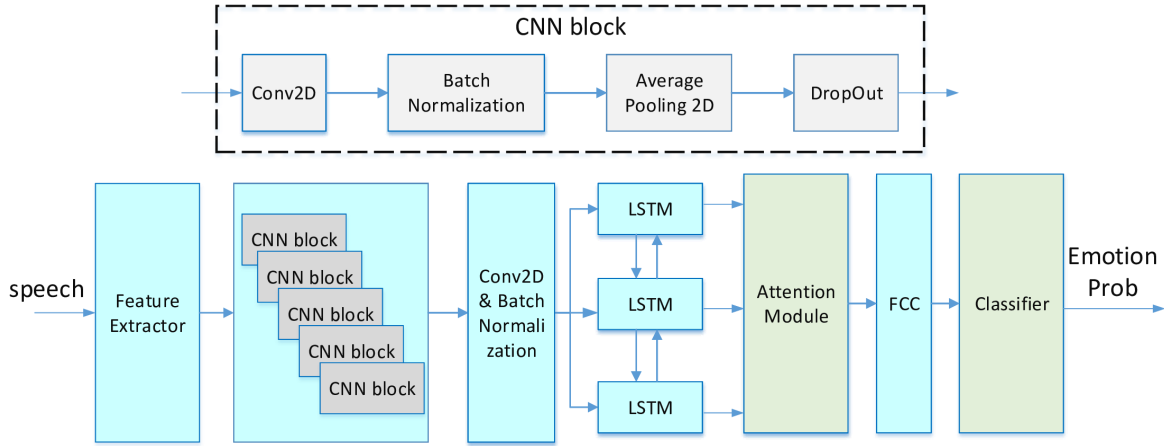 CNN block
Conv2D
Batch
Normalization
Average
Pooling 2D
DropOut
speech
Feature
Extractor
CNN block
CNN block
CNN block
CNN block
CNN block
Conv2D
& Batch
Normali
zation
LSTM
LSTM
LSTM
Attention
Module
FCC
Classifier
Emotion
Prob